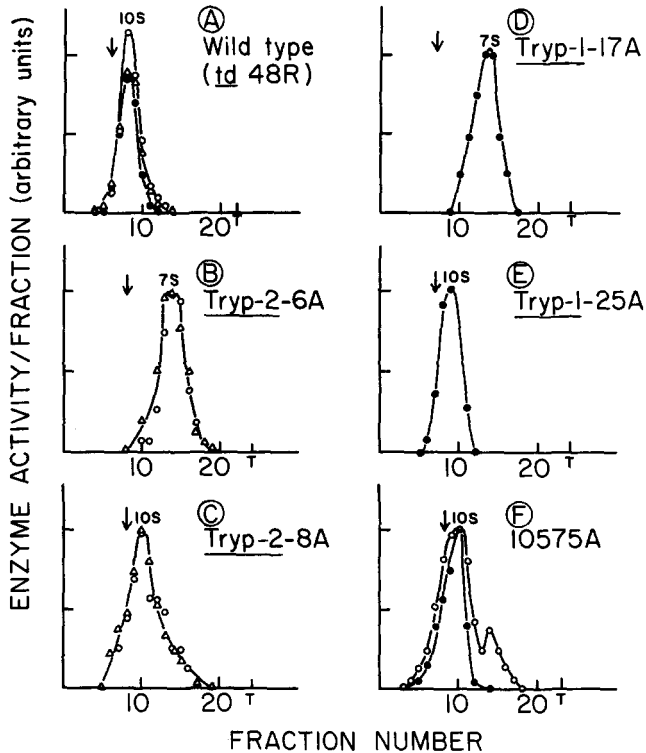 ENZYME ACTIVITY/FRACTION (arbitrary units)
A
10S
Wild type
(td 48R)
10 20 T
B
7S
Tryp-2-6A
10 20 T
C
10S
Tryp-2-8A
10 20 T
D
7S
Tryp-1-17A
10 20 T
E
10S
Tryp-1-25A
10 20 T
F
10S
10575A
10 20 T
FRACTION NUMBER